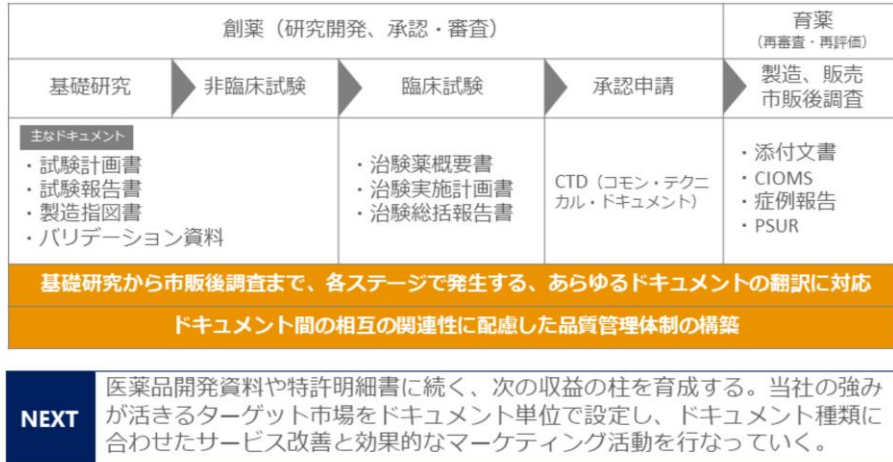 創薬（研究開発、承認・審査）
育薬
（再審査・再評価）
基礎研究
非臨床試験
臨床試験
承認申請
製造、販売
市販後調査
主なドキュメント
・試験計画書
・試験報告書
・製造指図書
・バリデーション資料
・治験薬概要書
・治験実施計画書
・治験総括報告書
CTD（コモン・テクニ
カル・ドキュメント）
・添付文書
・CIOMS
・症例報告
・PSUR
基礎研究から市販後調査まで、各ステージで発生する、あらゆるドキュメントの翻訳に対応
ドキュメント間の相互の関連性に配慮した品質管理体制の構築
NEXT
医薬品開発資料や特許明細書に続く、次の収益の柱を育成する。当社の強み
が活きるターゲット市場をドキュメント単位で設定し、ドキュメント種類に
合わせたサービス改善と効果的なマーケティング活動を行なっていく。